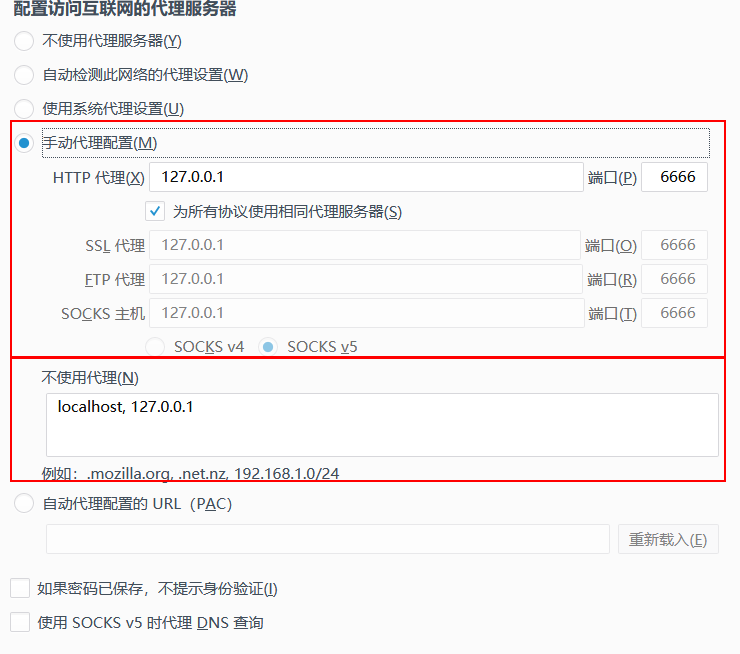 配置访问互联网的代理服务器
不使用代理服务器(Y)
自动检测此网络的代理设置(W)
使用系统代理设置(U)
手动代理配置(M)
HTTP 代理(X) 127.0.0.1 端口(P) 6666
为所有协议使用相同代理服务器(S)
SSL 代理 127.0.0.1 端口(O) 6666
FTP 代理 127.0.0.1 端口(R) 6666
SOCKS 主机 127.0.0.1 端口(T) 6666
SOCKS v4 SOCKS v5
不使用代理(N)
localhost, 127.0.0.1
例如：.mozilla.org, .net.nz, 192.168.1.0/24
自动代理配置的 URL（PAC）
重新载入(E)
如果密码已保存，不提示身份验证(I)
使用 SOCKS v5 时代理 DNS 查询